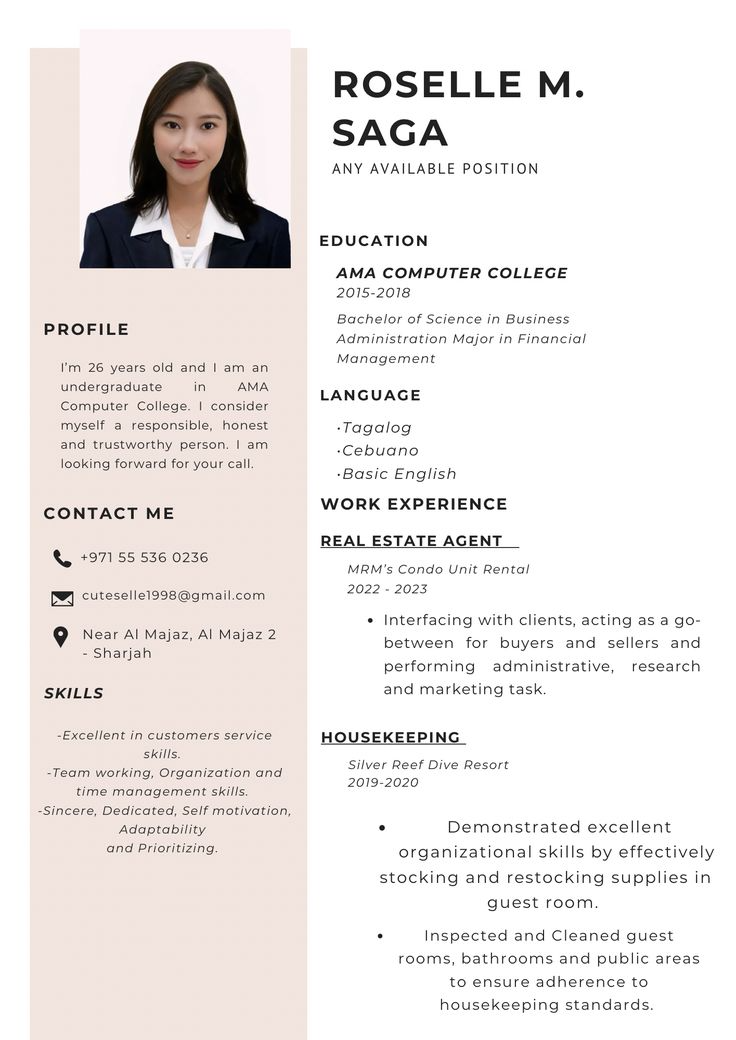 ROSELLE M.
SAGA
ANY AVAILABLE POSITION
PROFILE
I'm 26 years old and I am an
undergraduate in AMA
Computer College. I consider
myself a responsible, honest
and trustworthy person. I am
looking forward for your call.
CONTACT ME
+971 55 536 0236
cuteselle1998@gmail.com
Near Al Majaz, Al Majaz 2
- Sharjah
SKILLS
-Excellent in customers service
skills.
-Team working, Organization and
time management skills.
-Sincere, Dedicated, Self motivation,
Adaptability
and Prioritizing.
EDUCATION
AMA COMPUTER COLLEGE
2015-2018
Bachelor of Science in Business
Administration Major in Financial
Management
LANGUAGE
•Tagalog
•Cebuano
•Basic English
WORK EXPERIENCE
REAL ESTATE AGENT
MRM's Condo Unit Rental
2022 - 2023
• Interfacing with clients, acting as a go-
between for buyers and sellers and
performing administrative, research
and marketing task.
HOUSEKEEPING
Silver Reef Dive Resort
2019-2020
• Demonstrated excellent
organizational skills by effectively
stocking and restocking supplies in
guest room.
• Inspected and Cleaned guest
rooms, bathrooms and public areas
to ensure adherence to
housekeeping standards.